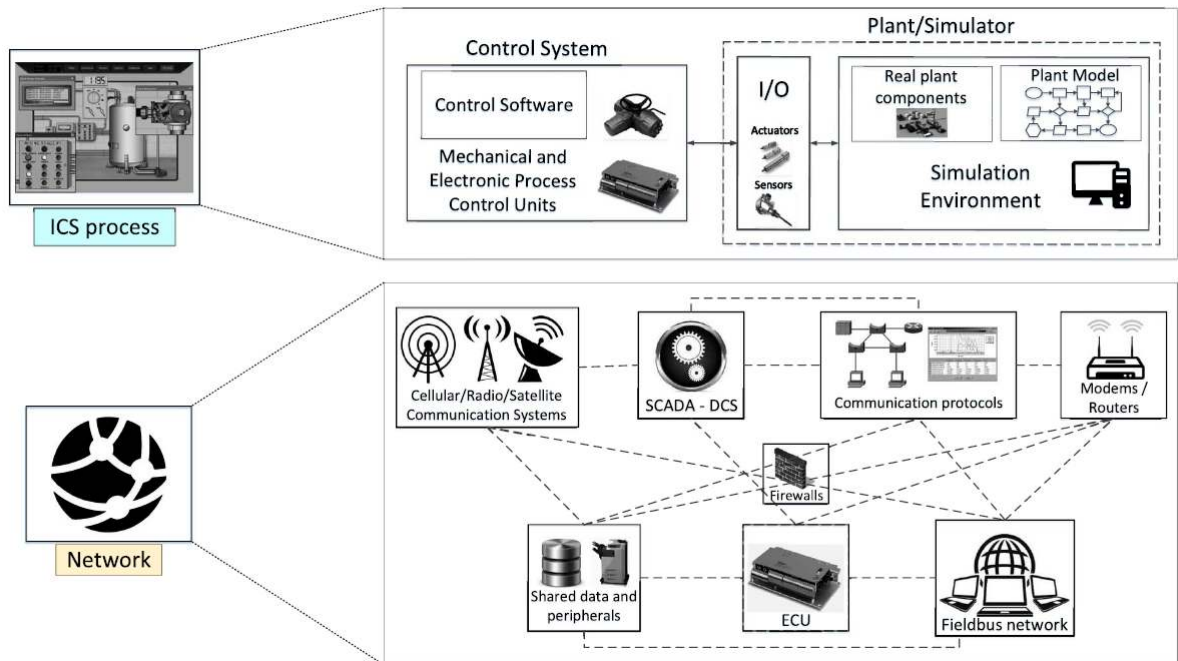 Plant/Simulator
Control System
ICS process
Control Software
Mechanical and
Electronic Process
Control Units
I/O
Actuators
Sensors
Real plant
components
Plant Model
Simulation
Environment
Network
Cellular/Radio/Satellite
Communication Systems
SCADA - DCS
Communication protocols
Modems /
Routers
Firewalls
Shared data and
peripherals
ECU
Fieldbus network